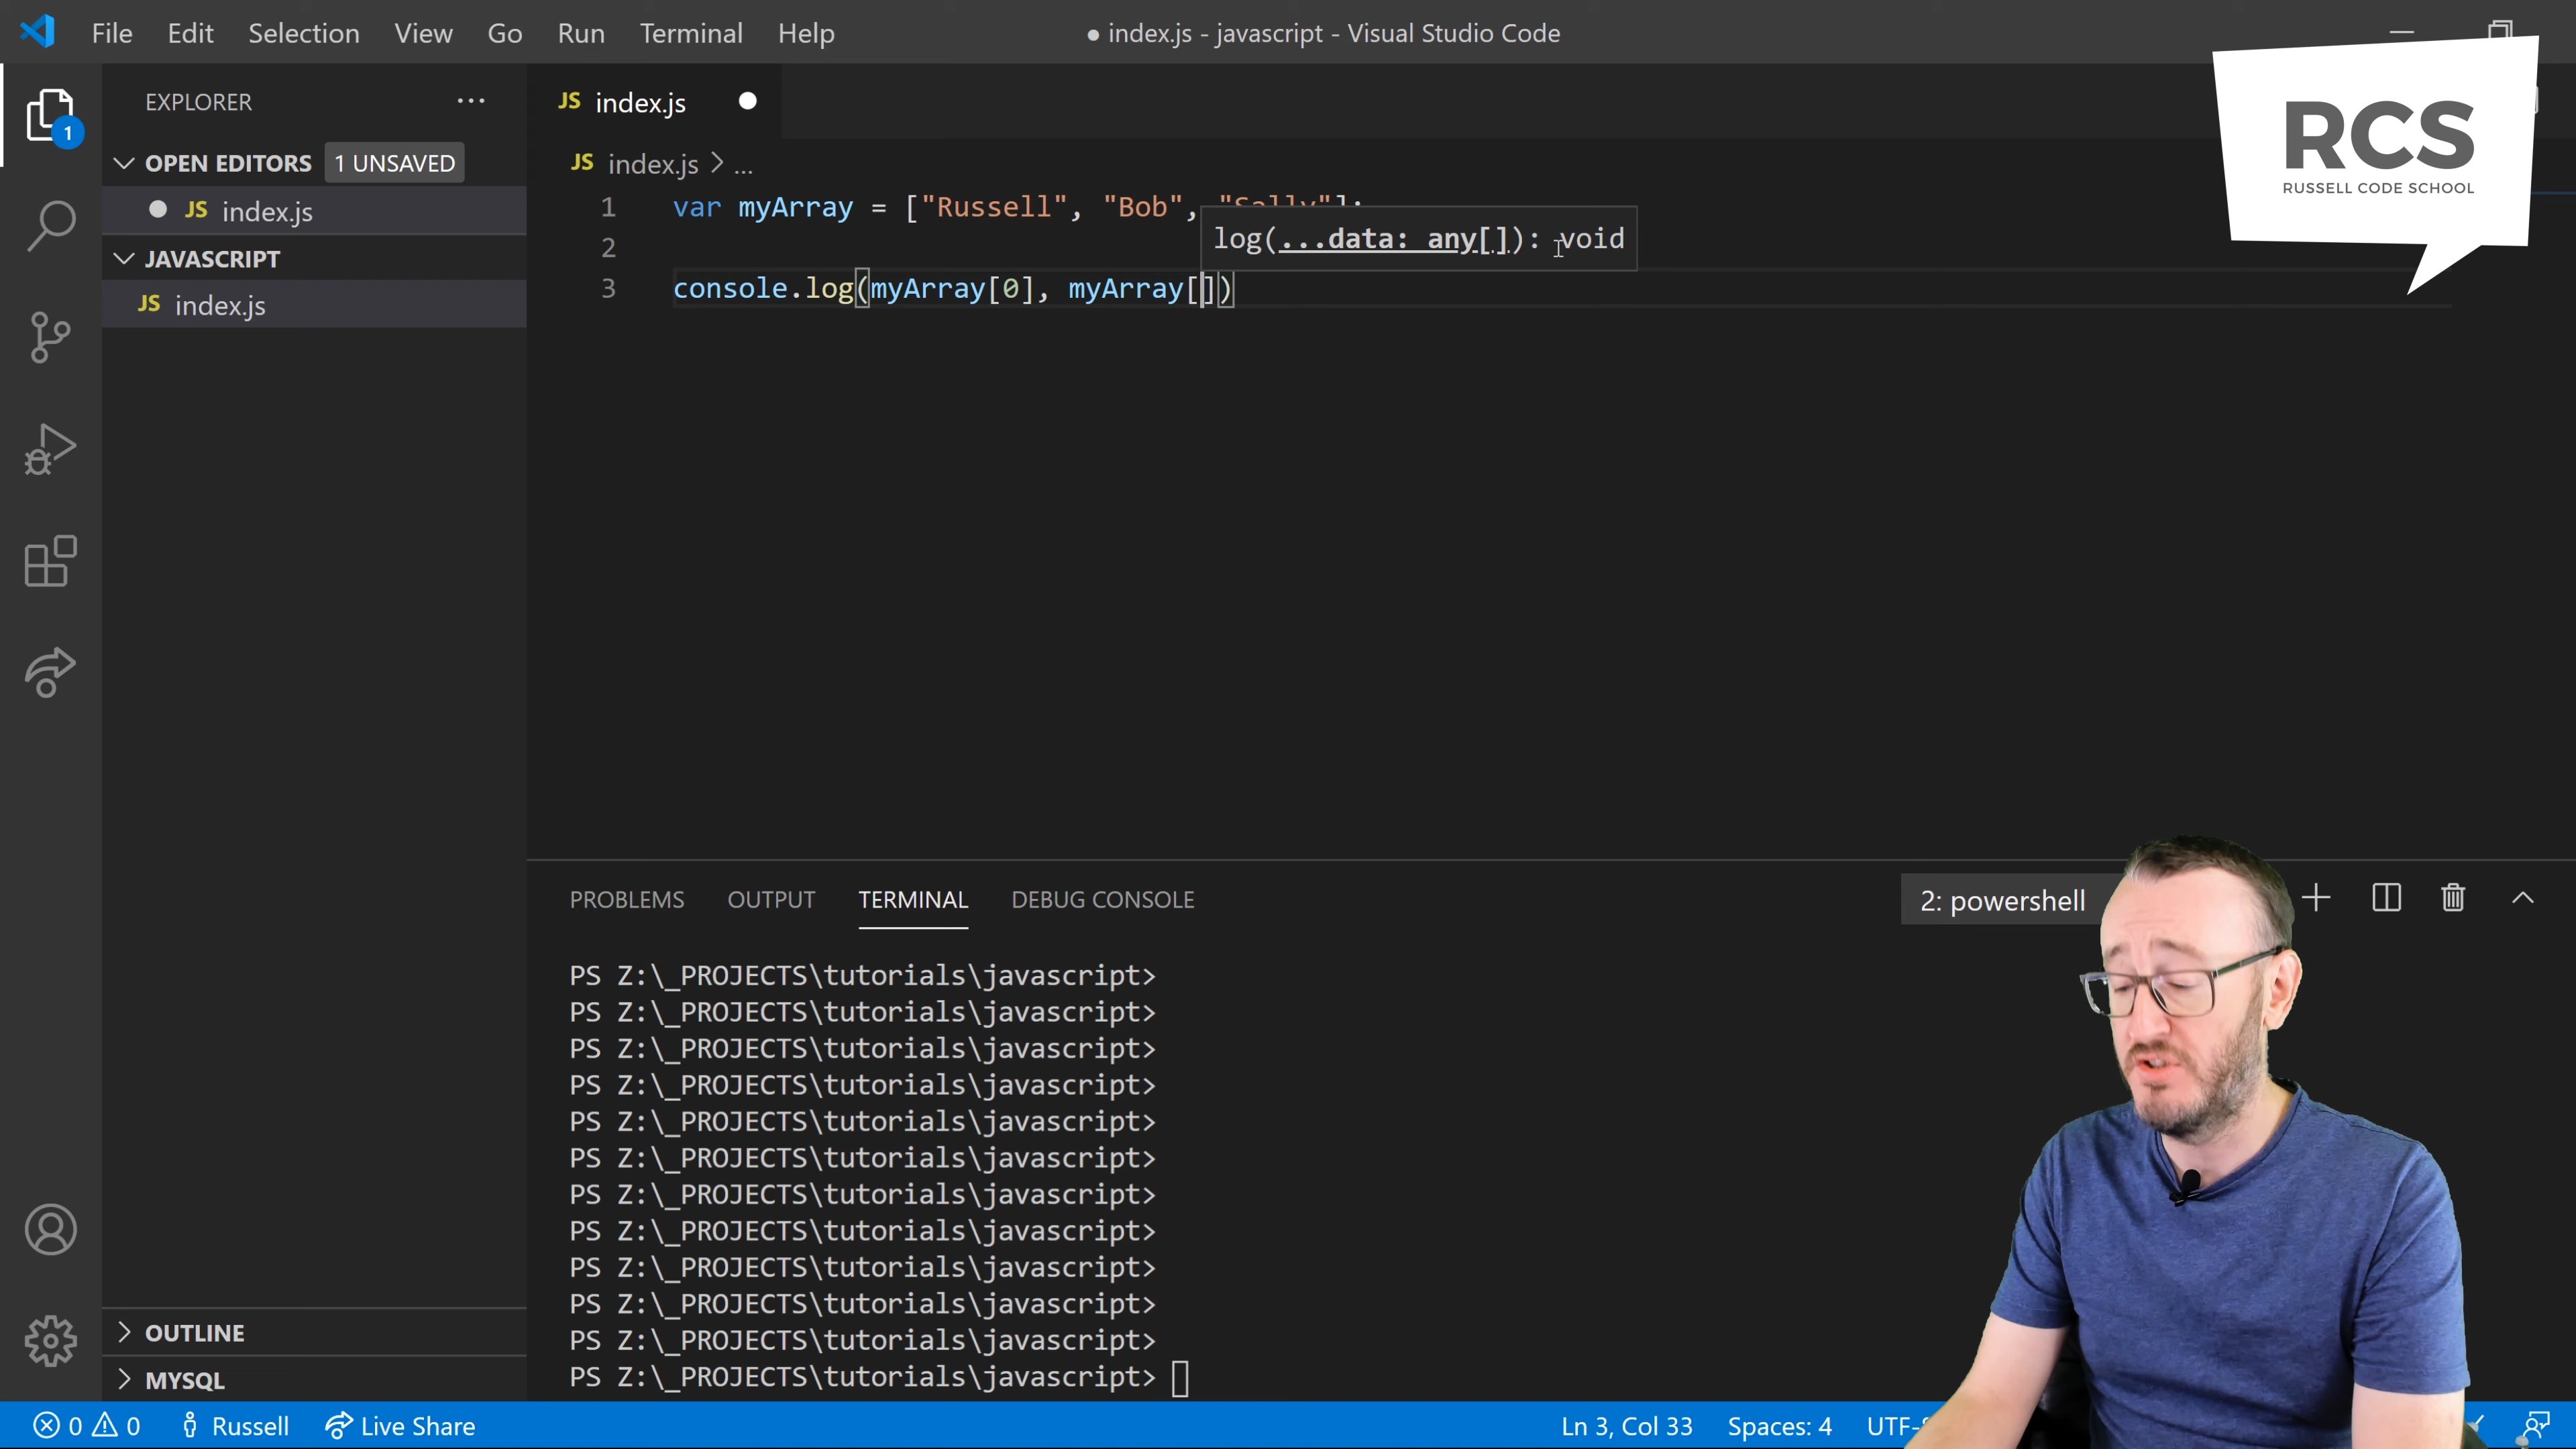 File Edit Selection View Go Run Terminal Help
● index.js - javascript - Visual Studio Code
RCS
RUSSELL CODE SCHOOL
EXPLORER ...
1
OPEN EDITORS 1 UNSAVED
JS index.js
JAVASCRIPT
JS index.js
OUTLINE
MYSQL
JS index.js
JS index.js > ...
1 var myArray = ["Russell", "Bob", "Sally"];
log(...data: any[]): void
2
3 console.log(myArray[0], myArray[])
PROBLEMS OUTPUT TERMINAL DEBUG CONSOLE
2: powershell
PS Z:\_PROJECTS\tutorials\javascript>
PS Z:\_PROJECTS\tutorials\javascript>
PS Z:\_PROJECTS\tutorials\javascript>
PS Z:\_PROJECTS\tutorials\javascript>
PS Z:\_PROJECTS\tutorials\javascript>
PS Z:\_PROJECTS\tutorials\javascript>
PS Z:\_PROJECTS\tutorials\javascript>
PS Z:\_PROJECTS\tutorials\javascript>
PS Z:\_PROJECTS\tutorials\javascript>
PS Z:\_PROJECTS\tutorials\javascript>
PS Z:\_PROJECTS\tutorials\javascript>
PS Z:\_PROJECTS\tutorials\javascript>
0 0 Russell Live Share
Ln 3, Col 33 Spaces: 4